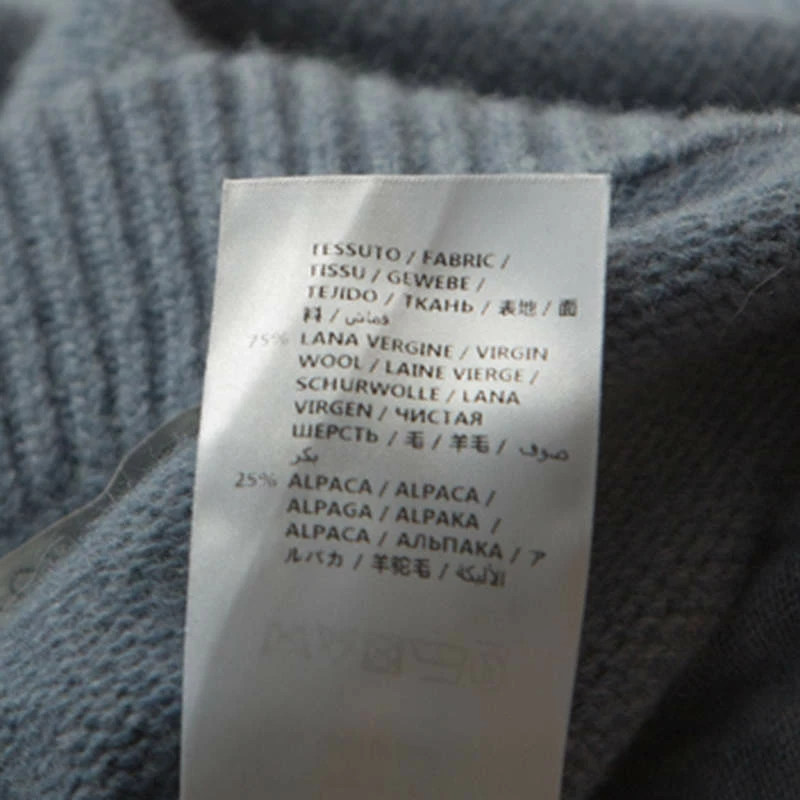 TESSUTO / FABRIC /
TISSU / GEWEBE /
TEJIDO / ТКАНЬ / 表地 / 面
料 / قماش
75% LANA VERGINE / VIRGIN
WOOL / LAINE VIERGE /
SCHURWOLLE / LANA
VIRGEN / ЧИСТАЯ
ШЕРСТЬ / 毛 / 羊毛 / صوف
بكر
25% ALPACA / ALPACA /
ALPAGA / ALPAKA /
ALPACA / АЛЬПАКА / ア
ルパカ / 羊驼毛 / الألبكة